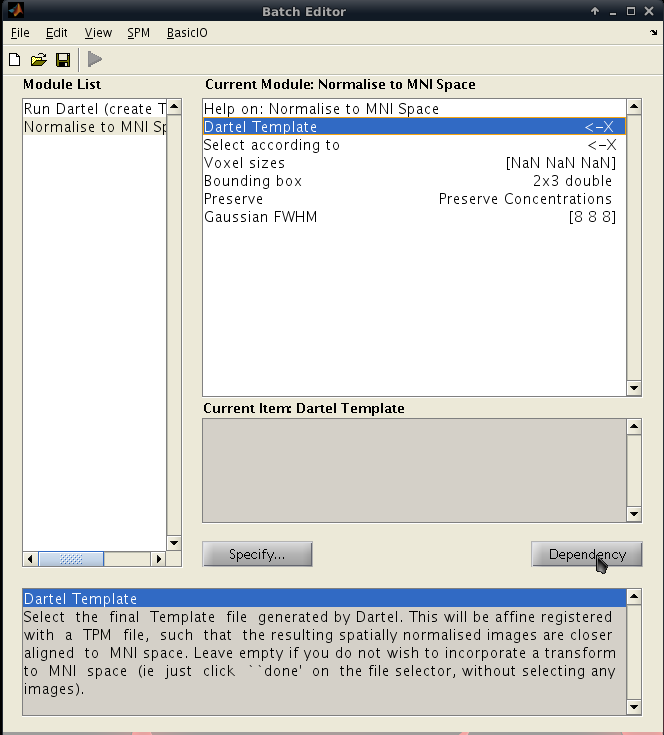 Batch Editor
File Edit View SPM BasicIO
Module List
Run Dartel (create T
Normalise to MNI Sp
Current Module: Normalise to MNI Space
Help on: Normalise to MNI Space
Dartel Template <-X
Select according to <-X
Voxel sizes [NaN NaN NaN]
Bounding box 2x3 double
Preserve Preserve Concentrations
Gaussian FWHM [8 8 8]
Current Item: Dartel Template
Specify... Dependency
Dartel Template
Select the final Template file generated by Dartel. This will be affine registered
with a TPM file, such that the resulting spatially normalised images are closer
aligned to MNI space. Leave empty if you do not wish to incorporate a transform
to MNI space (ie just click ``done' on the file selector, without selecting any
images).